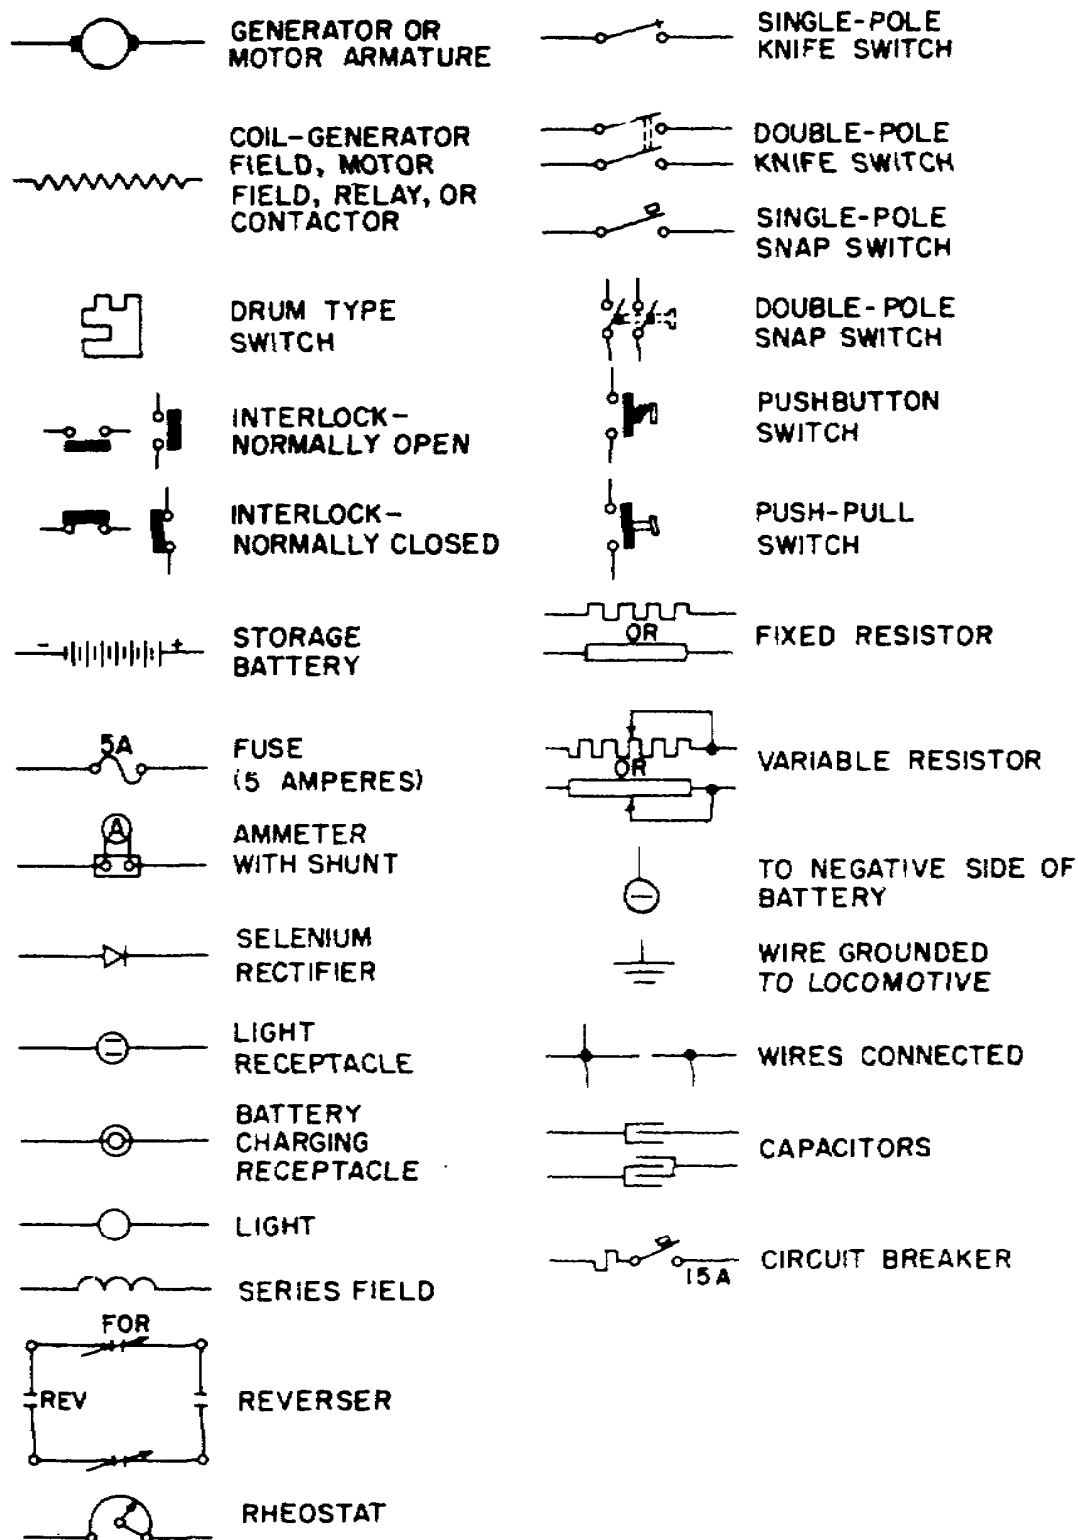 GENERATOR OR
MOTOR ARMATURE
COIL-GENERATOR
FIELD, MOTOR
FIELD, RELAY, OR
CONTACTOR
DRUM TYPE
SWITCH
INTERLOCK-
NORMALLY OPEN
INTERLOCK-
NORMALLY CLOSED
- +
STORAGE
BATTERY
5A
FUSE
(5 AMPERES)
A
AMMETER
WITH SHUNT
SELENIUM
RECTIFIER
LIGHT
RECEPTACLE
BATTERY
CHARGING
RECEPTACLE
LIGHT
SERIES FIELD
FOR
REV
REVERSER
RHEOSTAT
SINGLE-POLE
KNIFE SWITCH
DOUBLE-POLE
KNIFE SWITCH
SINGLE-POLE
SNAP SWITCH
DOUBLE-POLE
SNAP SWITCH
PUSHBUTTON
SWITCH
PUSH-PULL
SWITCH
OR
FIXED RESISTOR
OR
VARIABLE RESISTOR
TO NEGATIVE SIDE OF
BATTERY
WIRE GROUNDED
TO LOCOMOTIVE
WIRES CONNECTED
CAPACITORS
15A
CIRCUIT BREAKER